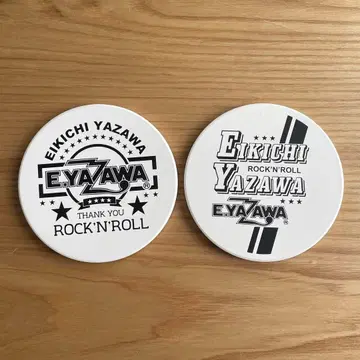 EIKICHI YAZAWA
E.YAZAWA®
THANK YOU
ROCK'N'ROLL
EIKICHI
ROCK'N'ROLL
YAZAWA
E.YAZAWA®